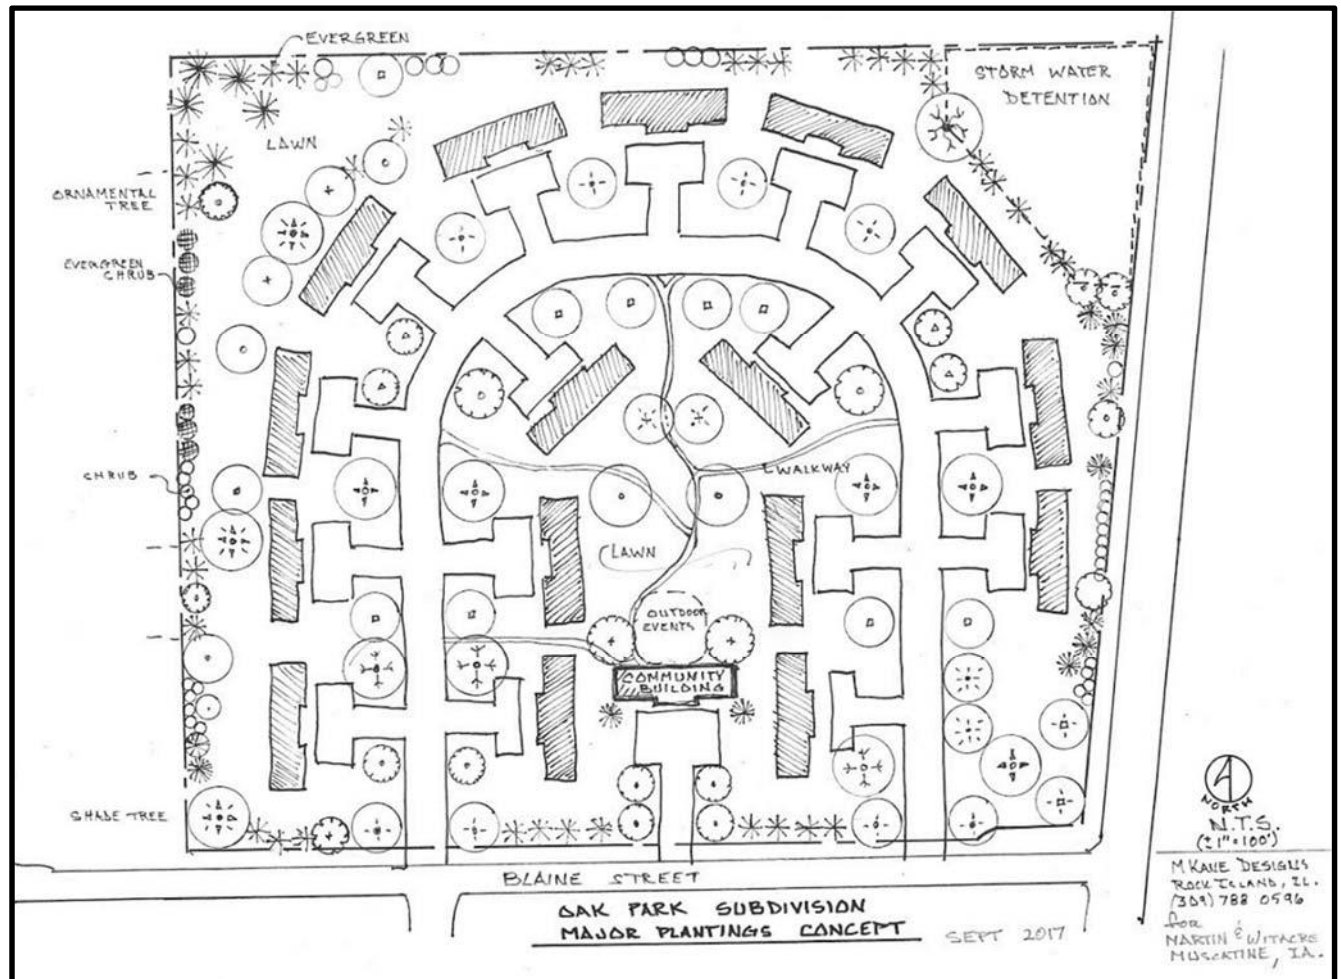 EVERGREEN
STORM WATER
DETENTION
LAWN
ORNAMENTAL
TREE
EVERGREEN
CHRUB
CHRUB
WALKWAY
LAWN
OUTDOOR
EVENTS
COMMUNITY
BUILDING
SHADE TREE
NORTH
N.T.S.
(±1"=100')
BLAINE STREET
OAK PARK SUBDIVISION
MAJOR PLANTINGS CONCEPT
SEPT 2017
MKANE DESIGNS
ROCK ISLAND, IL.
(309) 788 0596
for
MARTIN & WITACRE
MUSCATINE, IA.